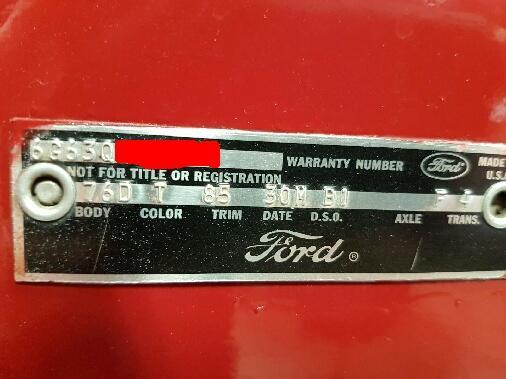 6G63Q WARRANTY NUMBER Ford MADE
NOT FOR TITLE OR REGISTRATION U.S.
76D T 85 30M B1 F 4
BODY COLOR TRIM DATE D.S.O. AXLE TRANS.
Ford ®